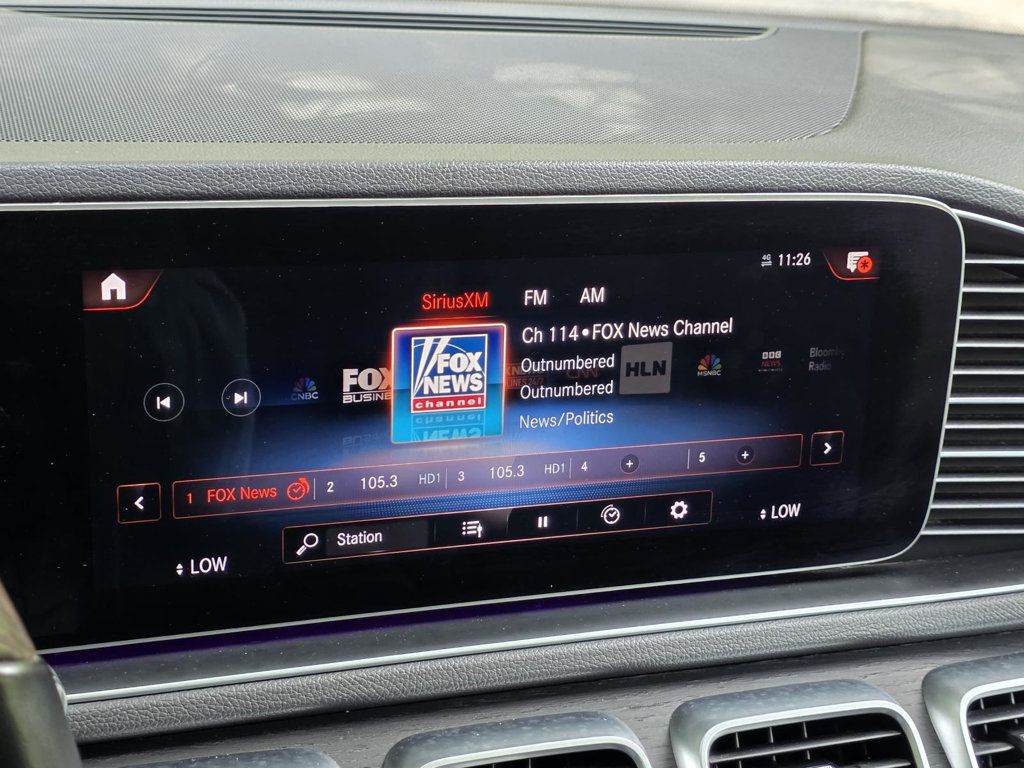 4G 11:26
SiriusXM FM AM
Ch 114•FOX News Channel
Outnumbered
Outnumbered
News/Politics
CNBC
FOX
BUSINE
FOX
NEWS
channel
HLN
MSNBC
BBC
NEWS
Bloom
Radio
1 FOX News 2 105.3 HD1 3 105.3 HD1 4 + 5 +
Station
LOW
LOW